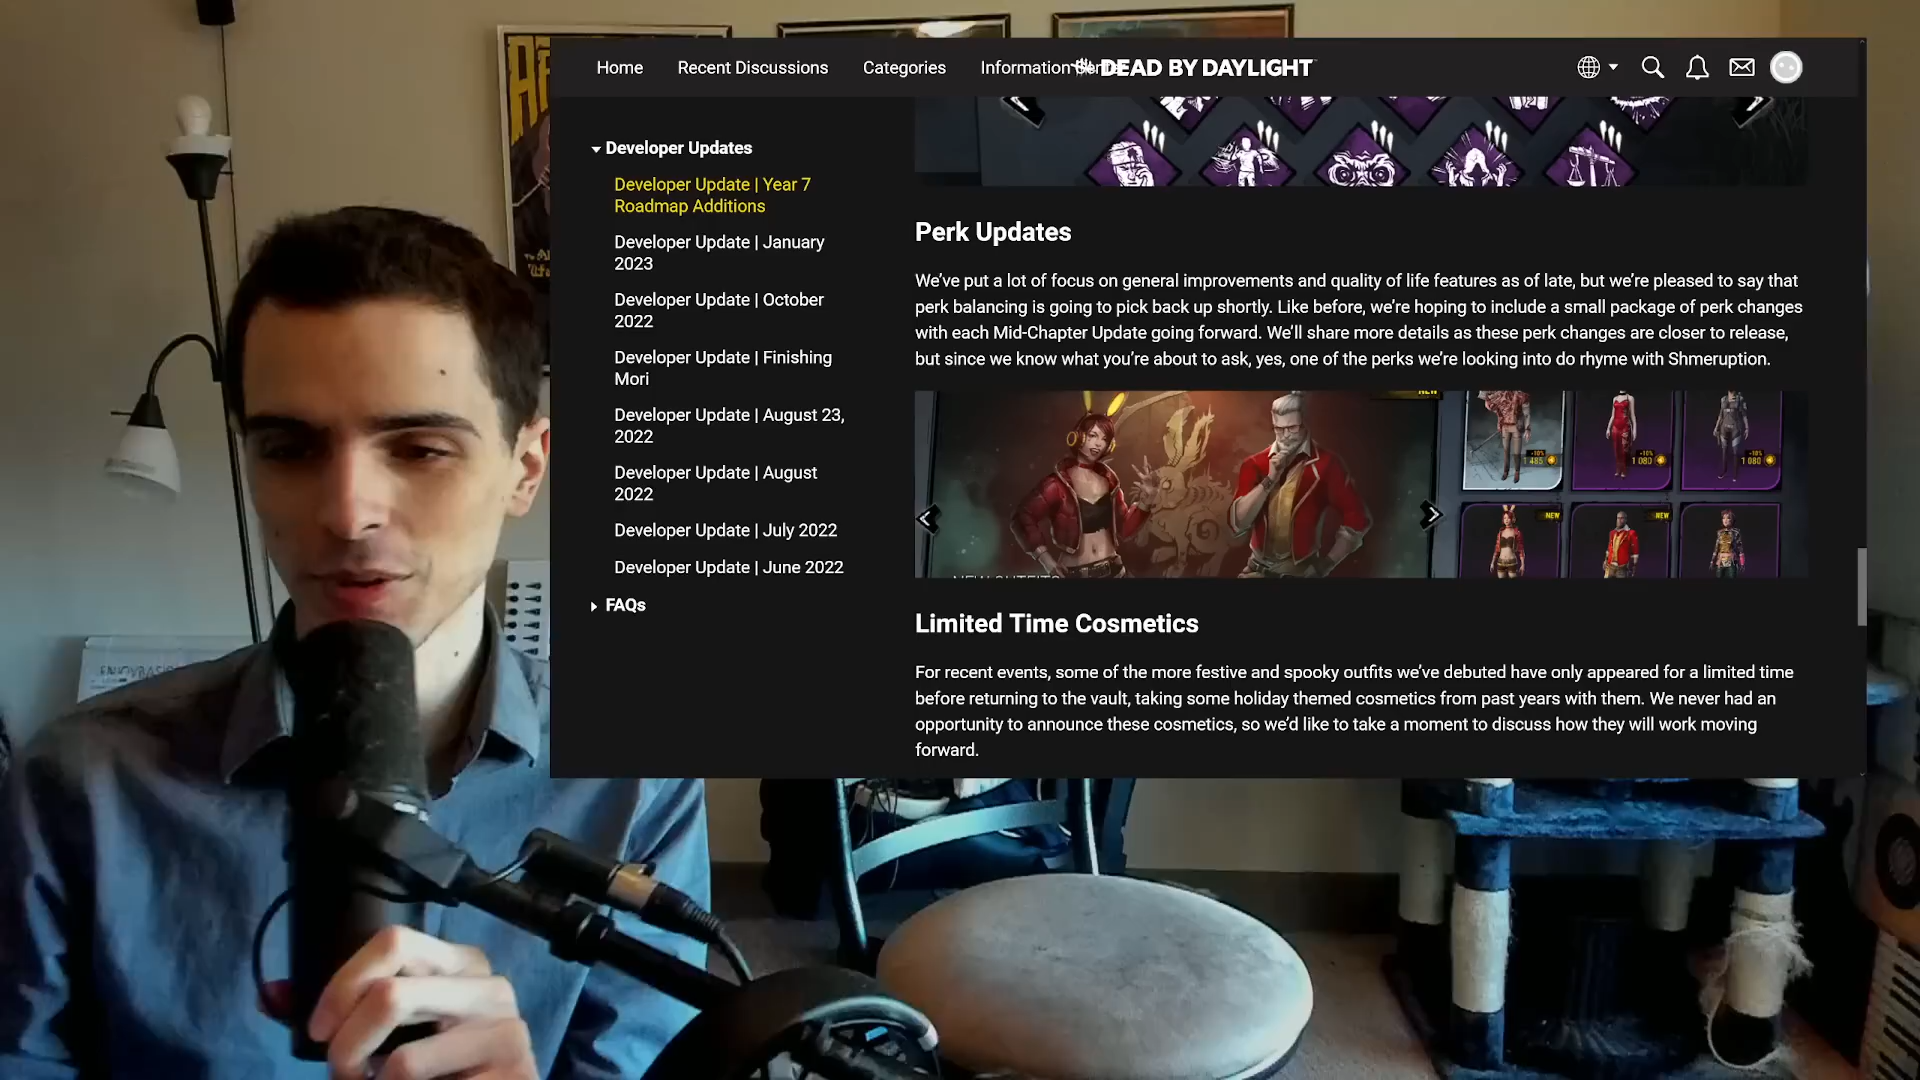 Home Recent Discussions Categories Information DEAD BY DAYLIGHT
Developer Updates
Developer Update | Year 7
Roadmap Additions
Developer Update | January
2023
Developer Update | October
2022
Developer Update | Finishing
Mori
Developer Update | August 23,
2022
Developer Update | August
2022
Developer Update | July 2022
Developer Update | June 2022
FAQs
Perk Updates
We’ve put a lot of focus on general improvements and quality of life features as of late, but we’re pleased to say that
perk balancing is going to pick back up shortly. Like before, we’re hoping to include a small package of perk changes
with each Mid-Chapter Update going forward. We’ll share more details as these perk changes are closer to release,
but since we know what you’re about to ask, yes, one of the perks we’re looking into do rhyme with Shmeruption.
NEW
1 485 1 080 1 080
NEW NEW
NEW OUTFITS
Limited Time Cosmetics
For recent events, some of the more festive and spooky outfits we’ve debuted have only appeared for a limited time
before returning to the vault, taking some holiday themed cosmetics from past years with them. We never had an
opportunity to announce these cosmetics, so we’d like to take a moment to discuss how they will work moving
forward.